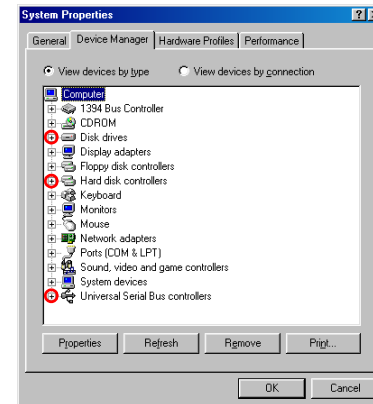 System Properties
General Device Manager Hardware Profiles Performance
View devices by type View devices by connection
Computer
1394 Bus Controller
CDROM
Disk drives
Display adapters
Floppy disk controllers
Hard disk controllers
Keyboard
Monitors
Mouse
Network adapters
Ports (COM & LPT)
Sound, video and game controllers
System devices
Universal Serial Bus controllers
Properties Refresh Remove Print...
OK Cancel